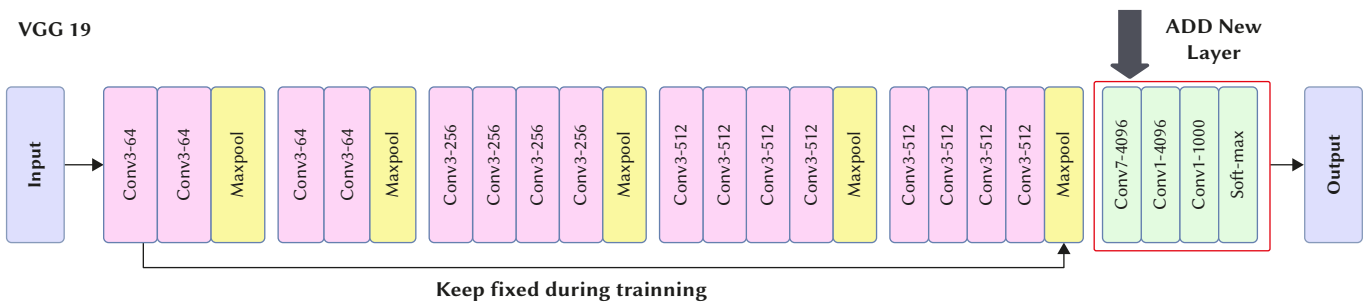 VGG 19
ADD New
Layer
Input
Conv3-64
Conv3-64
Maxpool
Conv3-64
Conv3-64
Maxpool
Conv3-256
Conv3-256
Conv3-256
Conv3-256
Maxpool
Conv3-512
Conv3-512
Conv3-512
Conv3-512
Maxpool
Conv3-512
Conv3-512
Conv3-512
Conv3-512
Maxpool
Conv7-4096
Conv1-4096
Conv1-1000
Soft-max
Output
Keep fixed during trainning